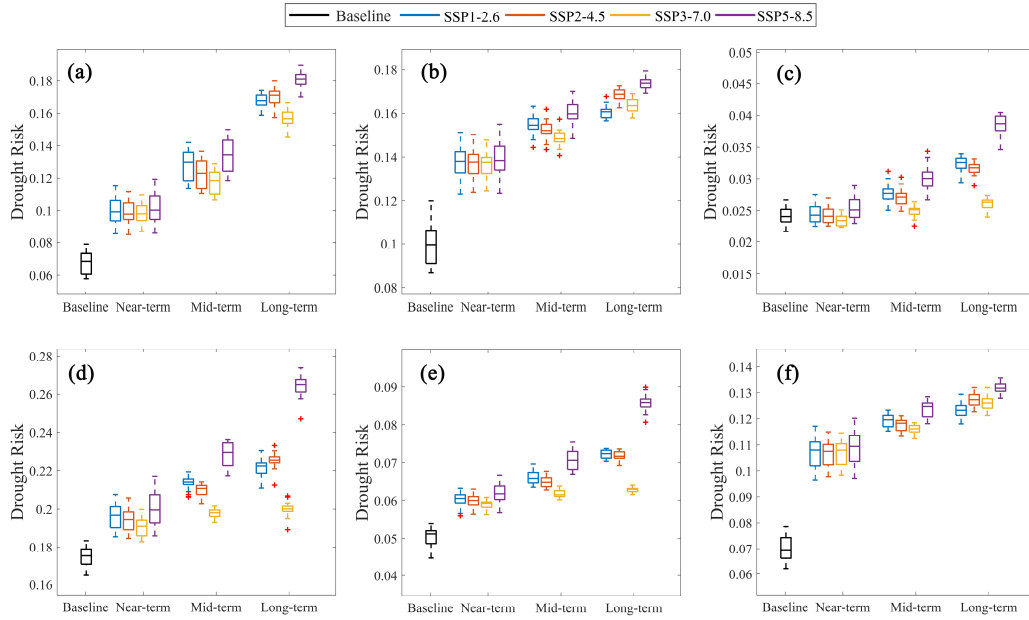 Baseline SSP1-2.6 SSP2-4.5 SSP3-7.0 SSP5-8.5
(a)
Drought Risk
0.18
0.16
0.14
0.12
0.1
0.08
0.06
Baseline Near-term Mid-term Long-term
(b)
Drought Risk
0.18
0.16
0.14
0.12
0.1
0.08
Baseline Near-term Mid-term Long-term
(c)
Drought Risk
0.05
0.045
0.04
0.035
0.03
0.025
0.02
0.015
Baseline Near-term Mid-term Long-term
(d)
Drought Risk
0.28
0.26
0.24
0.22
0.2
0.18
0.16
Baseline Near-term Mid-term Long-term
(e)
Drought Risk
0.09
0.08
0.07
0.06
0.05
0.04
Baseline Near-term Mid-term Long-term
(f)
Drought Risk
0.14
0.13
0.12
0.11
0.1
0.09
0.08
0.07
0.06
Baseline Near-term Mid-term Long-term